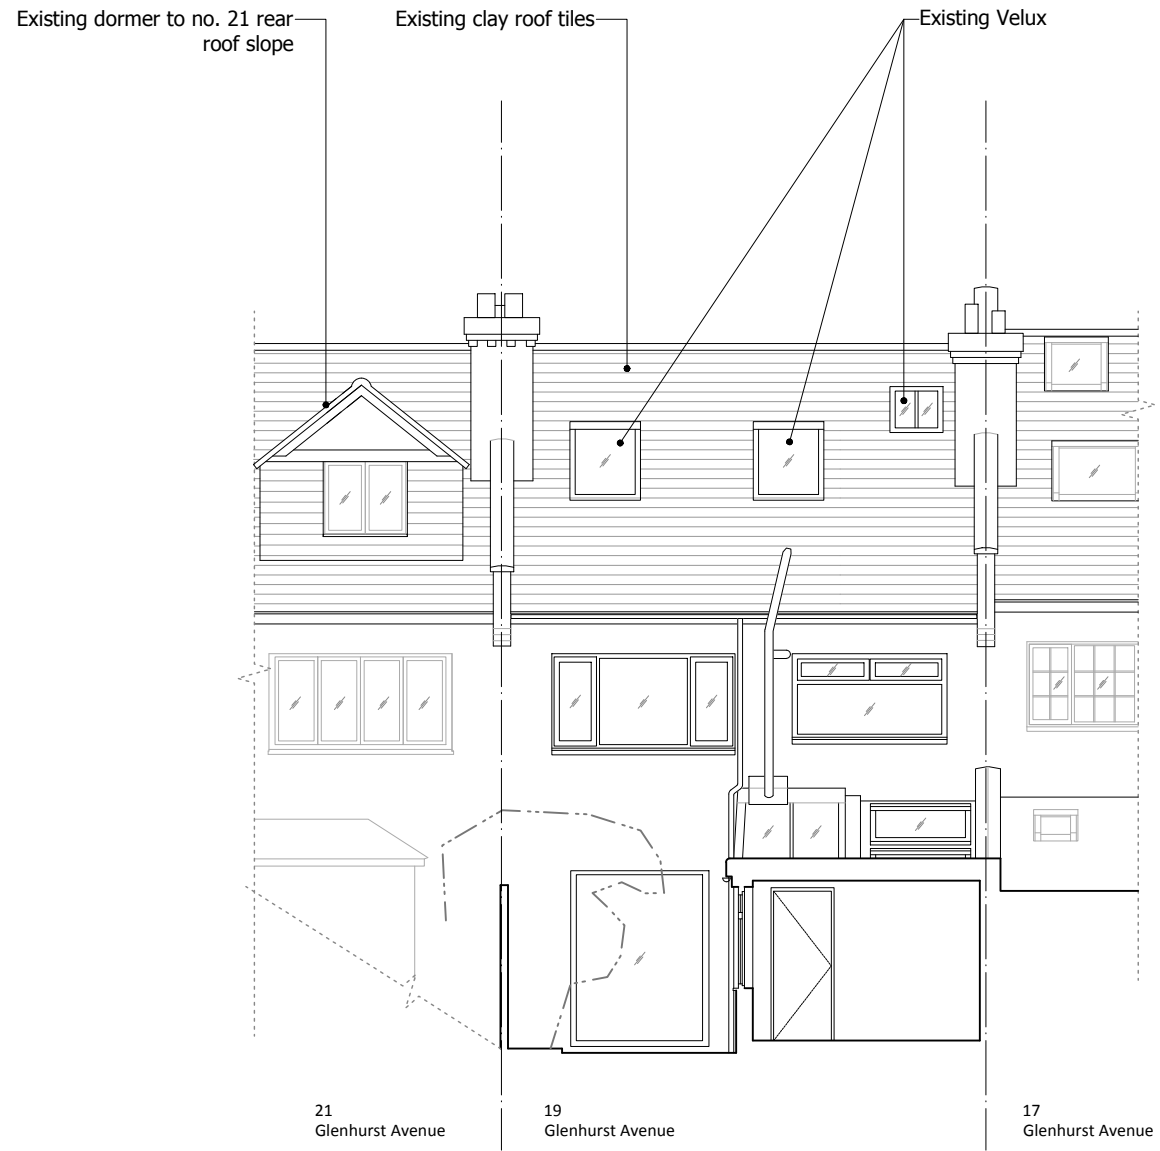 Existing dormer to no. 21 rear
roof slope
Existing clay roof tiles
Existing Velux
21
Glenhurst Avenue
19
Glenhurst Avenue
17
Glenhurst Avenue